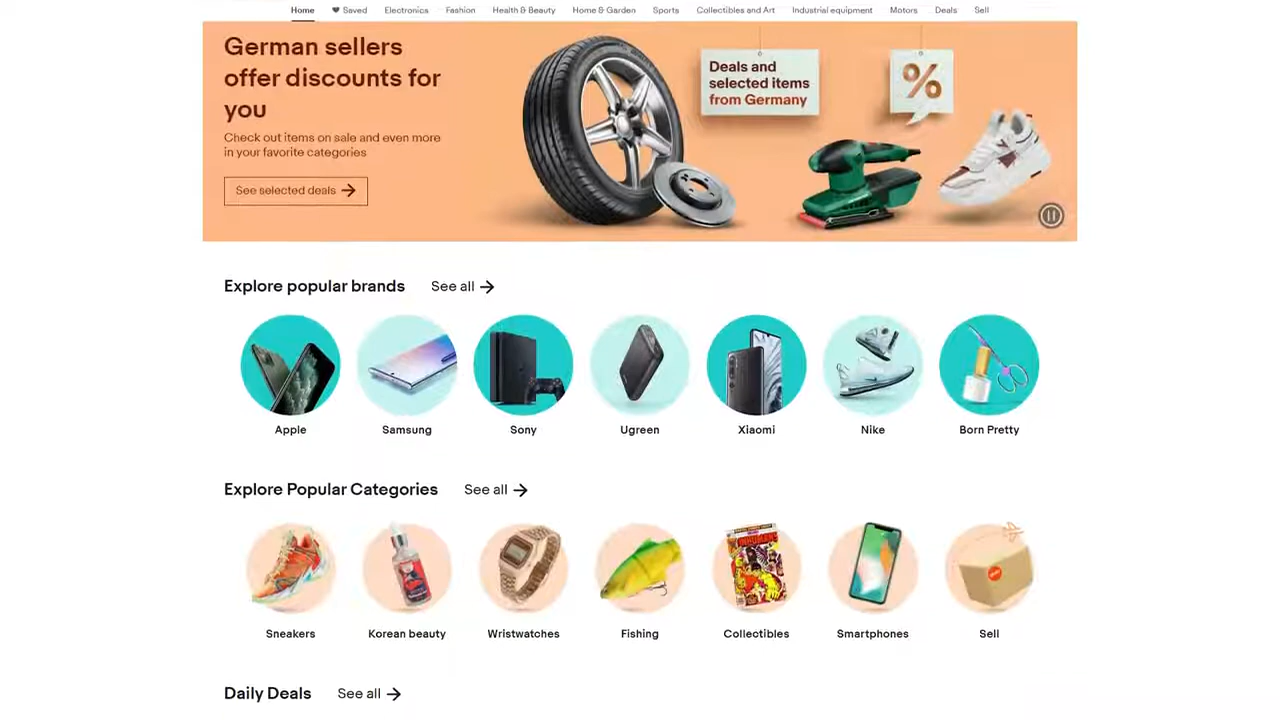 Home Saved Electronics Fashion Health & Beauty Home & Garden Sports Collectibles and Art Industrial equipment Motors Deals Sell
German sellers
offer discounts for
you
Check out items on sale and even more
in your favorite categories
See selected deals
Deals and
selected items
from Germany
%
Explore popular brands See all
Apple Samsung Sony Ugreen Xiaomi Nike Born Pretty
Explore Popular Categories See all
INHUMANS
Sneakers Korean beauty Wristwatches Fishing Collectibles Smartphones Sell
Daily Deals See all